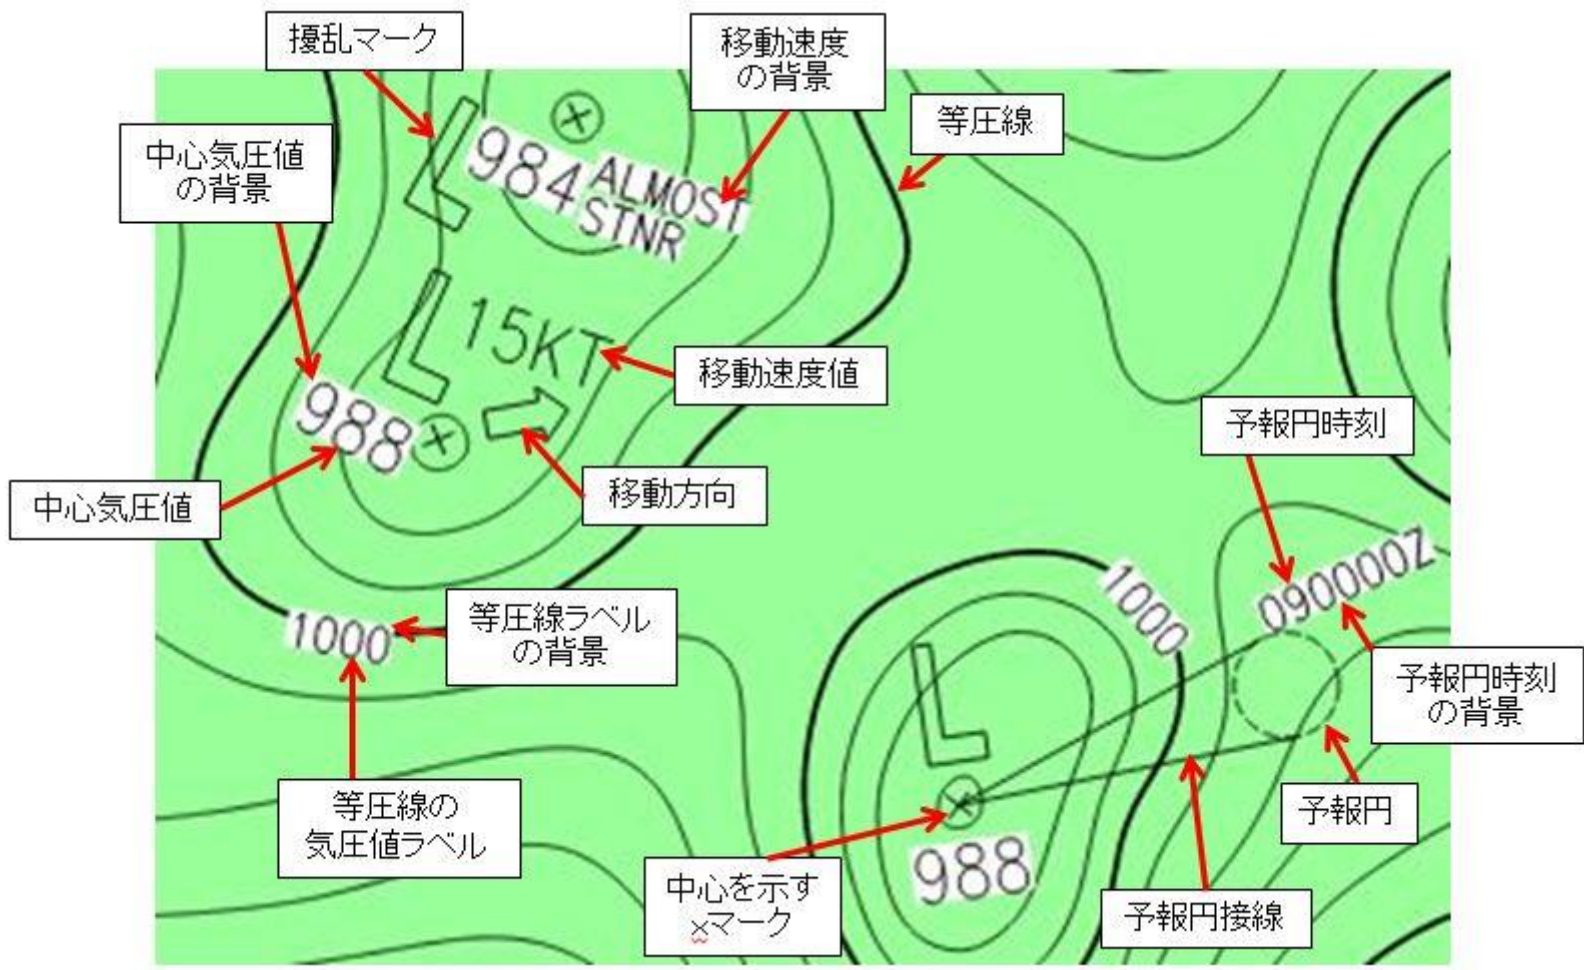 擾乱マーク
移動速度
の背景
等圧線
中心気圧値
の背景
984
ALMOST
STNR
15KT
移動速度値
988
予報円時刻
移動方向
中心気圧値
090000Z
1000
等圧線ラベル
の背景
1000
予報円時刻
の背景
L
L
L
等圧線の
気圧値ラベル
予報円
988
中心を示す
×マーク
予報円接線